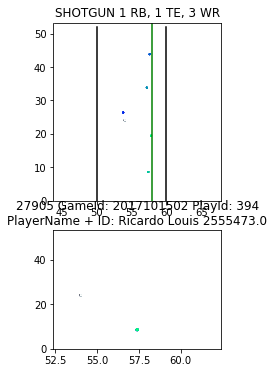 SHOTGUN 1 RB, 1 TE, 3 WR
50
40
30
20
10
0
45 50 55 60 65
27905 GameId: 2017101502 PlayId: 394
PlayerName + ID: Ricardo Louis 2555473.0
40
20
0
52.5 55.0 57.5 60.0